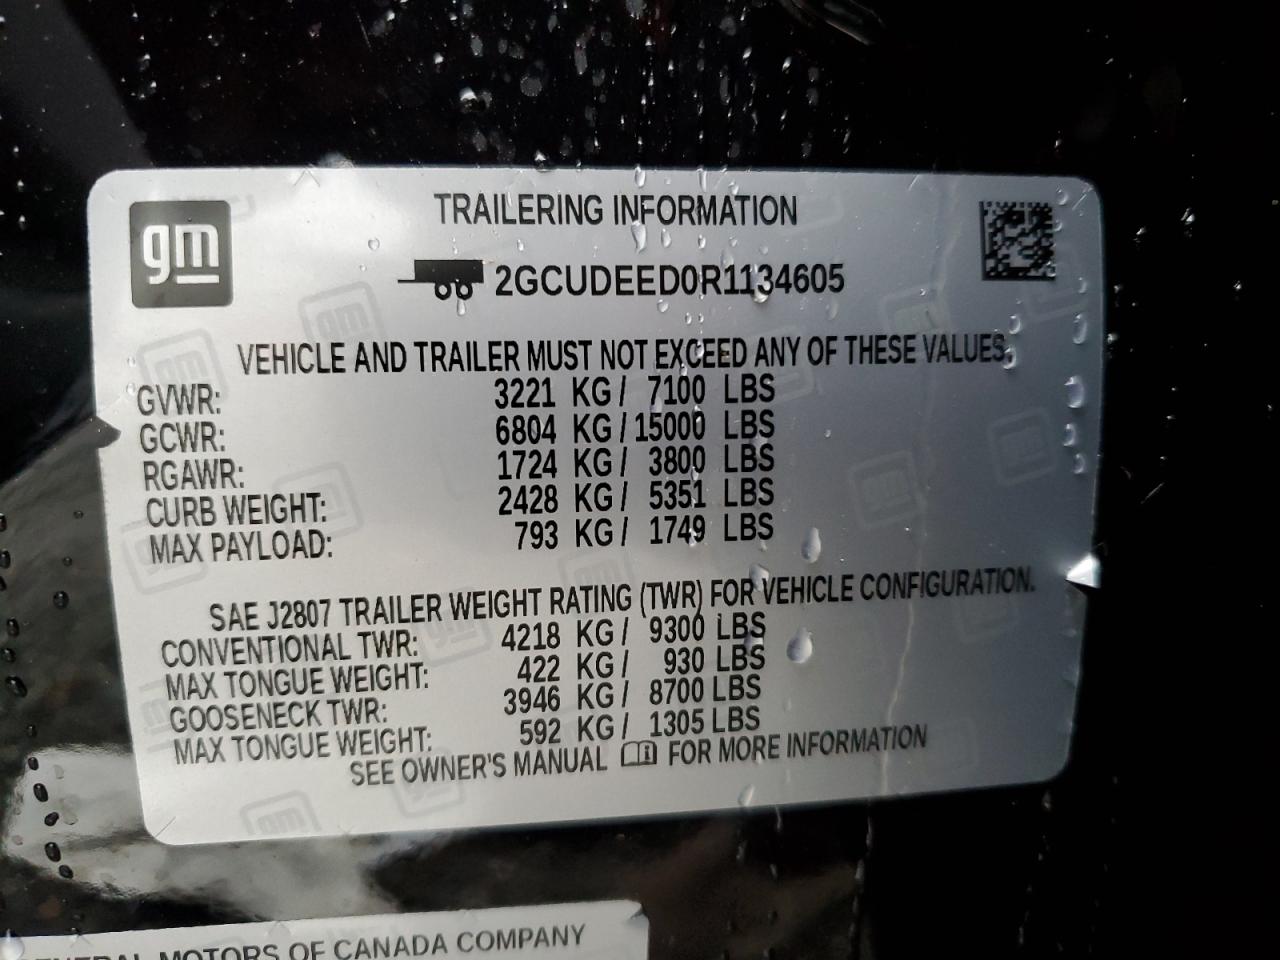 gm
TRAILERING INFORMATION
2GCUDEED0R1134605
VEHICLE AND TRAILER MUST NOT EXCEED ANY OF THESE VALUES.
GVWR: 3221 KG / 7100 LBS
GCWR: 6804 KG / 15000 LBS
RGAWR: 1724 KG / 3800 LBS
CURB WEIGHT: 2428 KG / 5351 LBS
MAX PAYLOAD: 793 KG / 1749 LBS
SAE J2807 TRAILER WEIGHT RATING (TWR) FOR VEHICLE CONFIGURATION.
CONVENTIONAL TWR: 4218 KG / 9300 LBS
MAX TONGUE WEIGHT: 422 KG / 930 LBS
GOOSENECK TWR: 3946 KG / 8700 LBS
MAX TONGUE WEIGHT: 592 KG / 1305 LBS
SEE OWNER'S MANUAL FOR MORE INFORMATION
MOTORS OF CANADA COMPANY